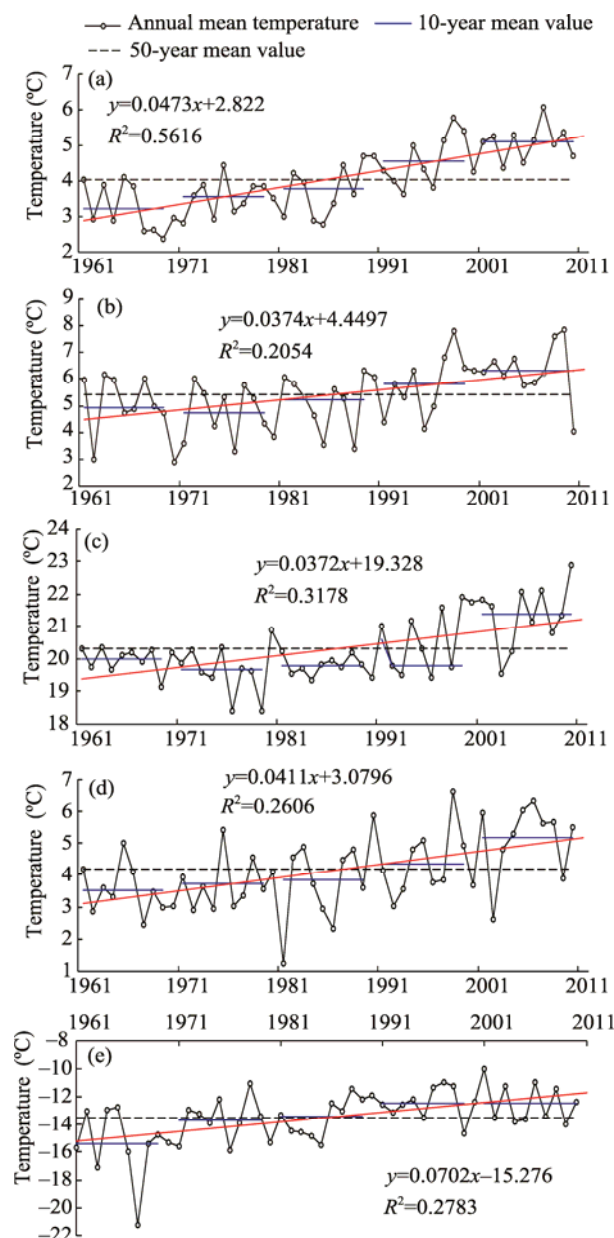 Annual mean temperature 10-year mean value
50-year mean value
(a)
y=0.0473x+2.822
R²=0.5616
Temperature (ºC)
7
6
5
4
3
2
1961 1971 1981 1991 2001 2011
(b)
y=0.0374x+4.4497
R²=0.2054
Temperature (ºC)
9
8
7
6
5
4
3
2
1961 1971 1981 1991 2001 2011
(c)
y=0.0372x+19.328
R²=0.3178
Temperature (ºC)
24
23
22
21
20
19
18
1961 1971 1981 1991 2001 2011
(d)
y=0.0411x+3.0796
R²=0.2606
Temperature (ºC)
7
6
5
4
3
2
1
1961 1971 1981 1991 2001 2011
1961 1971 1981 1991 2001 2011
(e)
Temperature (ºC)
−8
−10
−12
−14
−16
−18
−20
−22
y=0.0702x−15.276
R²=0.2783